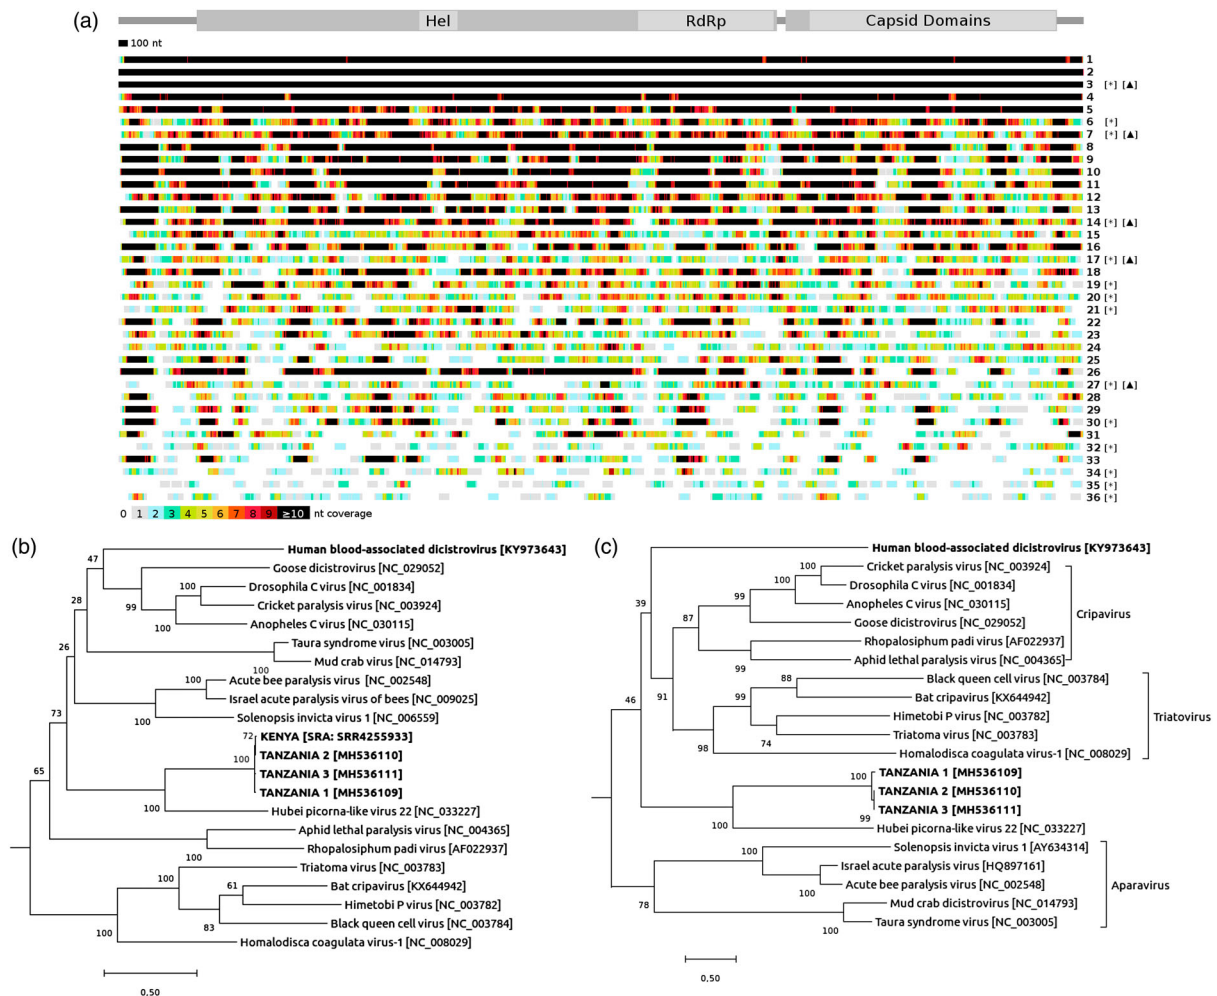 (a)
Hel
RdRp
Capsid Domains
100 nt
1
2
3 [*] [▲]
4
5
6 [*]
7 [*] [▲]
8
9
10
11
12
13
14 [*] [▲]
15
16
17 [*] [▲]
18
19 [*]
20 [*]
21 [*]
22
23
24
25
26
27 [*] [▲]
28
29
30 [*]
31
32 [*]
33
34 [*]
35 [*]
36 [*]
0 1 2 3 4 5 6 7 8 9 ≥10 nt coverage
(b)
47
Human blood-associated dicistrovirus [KY973643]
Goose dicistrovirus [NC_029052]
100
Drosophila C virus [NC_001834]
28
99
Cricket paralysis virus [NC_003924]
100
Anopheles C virus [NC_030115]
Taura syndrome virus [NC_003005]
26
100
Mud crab virus [NC_014793]
100
Acute bee paralysis virus [NC_002548]
Israel acute paralysis virus of bees [NC_009025]
73
100
Solenopsis invicta virus 1 [NC_006559]
72
KENYA [SRA: SRR4255933]
100
TANZANIA 2 [MH536110]
65
TANZANIA 3 [MH536111]
TANZANIA 1 [MH536109]
100
Hubei picorna-like virus 22 [NC_033227]
Aphid lethal paralysis virus [NC_004365]
100
Rhopalosiphum padi virus [AF022937]
Triatoma virus [NC_003783]
100
61
Bat cripavirus [KX644942]
Himetobi P virus [NC_003782]
83
Black queen cell virus [NC_003784]
100
Homalodisca coagulata virus-1 [NC_008029]
0.50
(c)
Human blood-associated dicistrovirus [KY973643]
100
Cricket paralysis virus [NC_003924]
99
Drosophila C virus [NC_001834]
39
Anopheles C virus [NC_030115]
87
Goose dicistrovirus [NC_029052]
Rhopalosiphum padi virus [AF022937]
99
Aphid lethal paralysis virus [NC_004365]
Cripavirus
88
Black queen cell virus [NC_003784]
46
91
99
Bat cripavirus [KX644942]
Himetobi P virus [NC_003782]
74
Triatoma virus [NC_003783]
98
Homalodisca coagulata virus-1 [NC_008029]
Triatovirus
100
TANZANIA 1 [MH536109]
TANZANIA 2 [MH536110]
TANZANIA 3 [MH536111]
99
100
Hubei picorna-like virus 22 [NC_033227]
100
Solenopsis invicta virus 1 [AY634314]
Israel acute paralysis virus [HQ897161]
100
Acute bee paralysis virus [NC_002548]
78
Mud crab dicistrovirus [NC_014793]
100
Taura syndrome virus [NC_003005]
Aparavirus
0.50